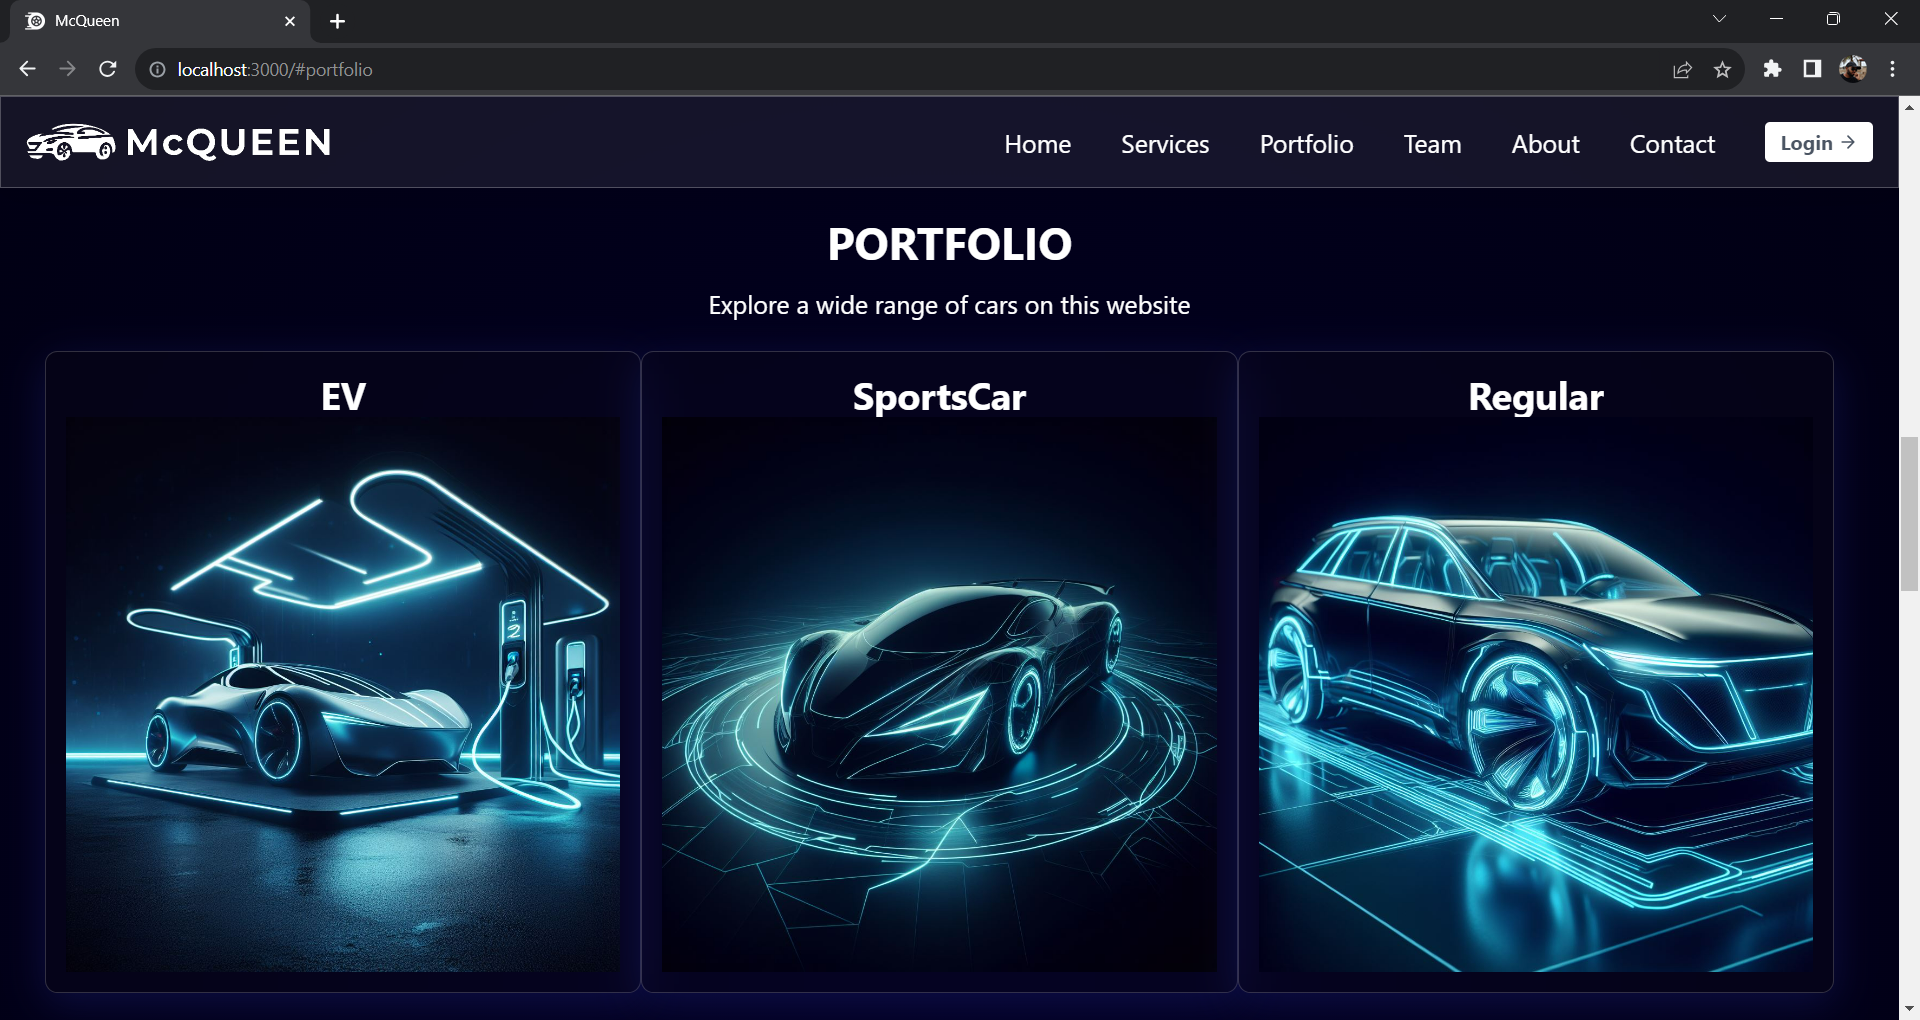 McQueen
localhost:3000/#portfolio
McQUEEN
Home Services Portfolio Team About Contact Login →
PORTFOLIO
Explore a wide range of cars on this website
EV SportsCar Regular